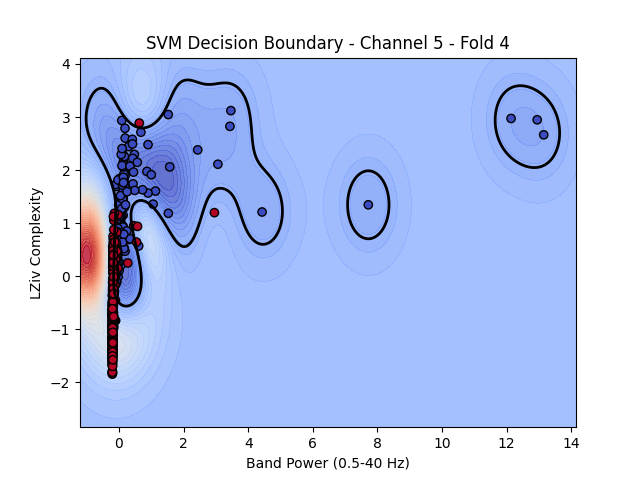 SVM Decision Boundary - Channel 5 - Fold 4
LZiv Complexity
4
3
2
1
0
−1
−2
0 2 4 6 8 10 12 14
Band Power (0.5-40 Hz)